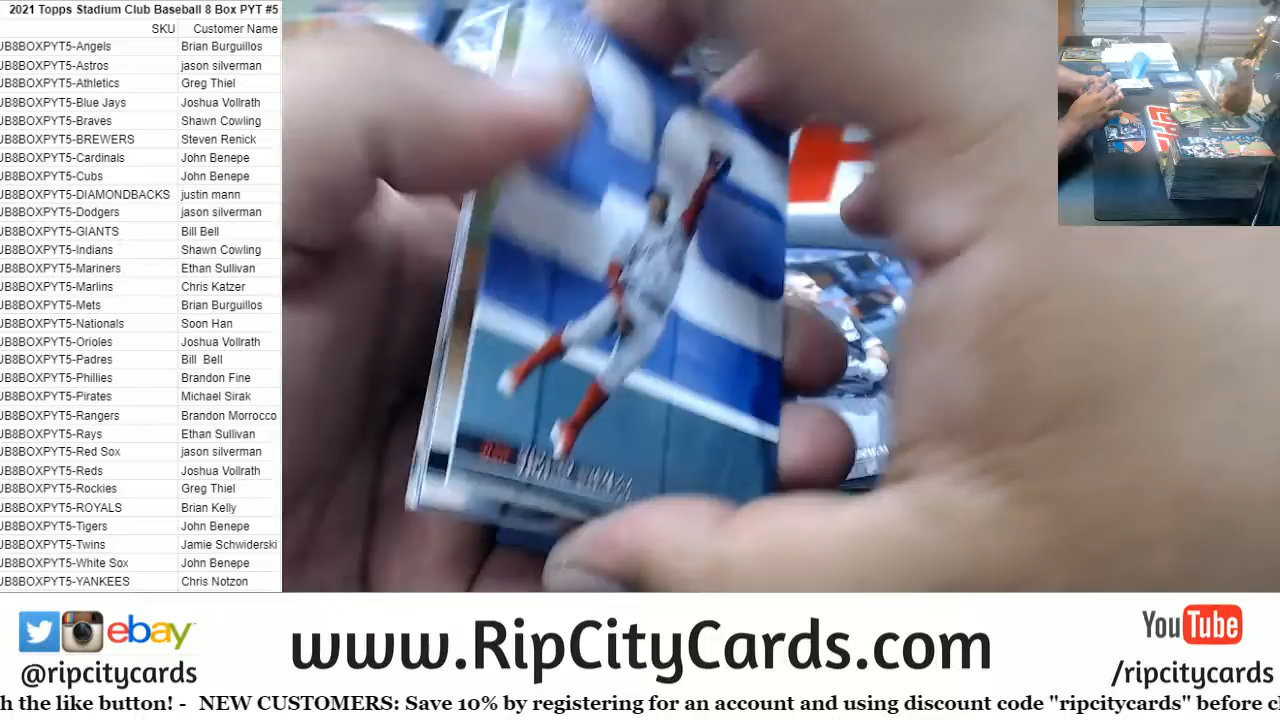 2021 Topps Stadium Club Baseball 8 Box PYT #5
SKU Customer Name
JB8BOXPYT5-Angels Brian Burguillos
JB8BOXPYT5-Astros jason silverman
JB8BOXPYT5-Athletics Greg Thiel
JB8BOXPYT5-Blue Jays Joshua Vollrath
JB8BOXPYT5-Braves Shawn Cowling
JB8BOXPYT5-BREWERS Steven Renick
JB8BOXPYT5-Cardinals John Benepe
JB8BOXPYT5-Cubs John Benepe
JB8BOXPYT5-DIAMONDBACKS justin mann
JB8BOXPYT5-Dodgers jason silverman
JB8BOXPYT5-GIANTS Bill Bell
JB8BOXPYT5-Indians Shawn Cowling
JB8BOXPYT5-Mariners Ethan Sullivan
JB8BOXPYT5-Marlins Chris Katzer
JB8BOXPYT5-Mets Brian Burguillos
JB8BOXPYT5-Nationals Soon Han
JB8BOXPYT5-Orioles Joshua Vollrath
JB8BOXPYT5-Padres Bill Bell
JB8BOXPYT5-Phillies Brandon Fine
JB8BOXPYT5-Pirates Michael Sirak
JB8BOXPYT5-Rangers Brandon Morrocco
JB8BOXPYT5-Rays Ethan Sullivan
JB8BOXPYT5-Red Sox jason silverman
JB8BOXPYT5-Reds Joshua Vollrath
JB8BOXPYT5-Rockies Greg Thiel
JB8BOXPYT5-ROYALS Brian Kelly
JB8BOXPYT5-Tigers John Benepe
JB8BOXPYT5-Twins Jamie Schwiderski
JB8BOXPYT5-White Sox John Benepe
JB8BOXPYT5-YANKEES Chris Notzon
ebay
@ripcitycards
www.RipCityCards.com
YouTube
/ripcitycards
h the like button! - NEW CUSTOMERS: Save 10% by registering for an account and using discount code "ripcitycards" before c